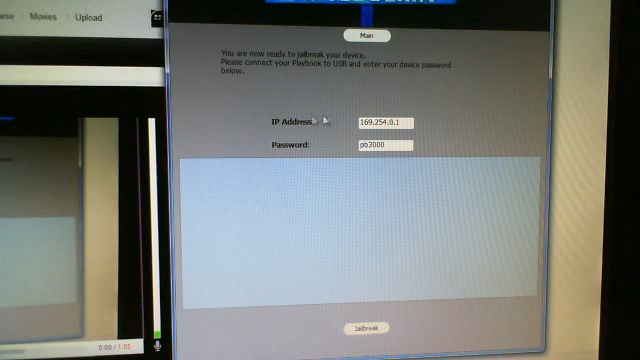 Movies
Upload
Main
You are now ready to jailbreak your device.
Please connect your Playbook to USB and enter your device password
below.
IP Address:
169.254.0.1
Password:
pb3000
Jailbreak
0:00 / 1:05